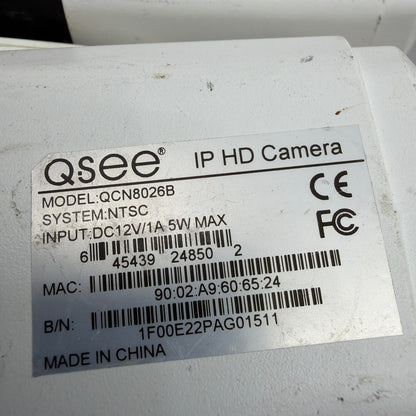 Qsee® IP HD Camera
MODEL:QCN8026B
SYSTEM:NTSC
INPUT:DC12V/1A 5W MAX
CE
FC
6 45439 24850 2
MAC:
90:02:A9:60:65:24
B/N:
1F00E22PAG01511
MADE IN CHINA